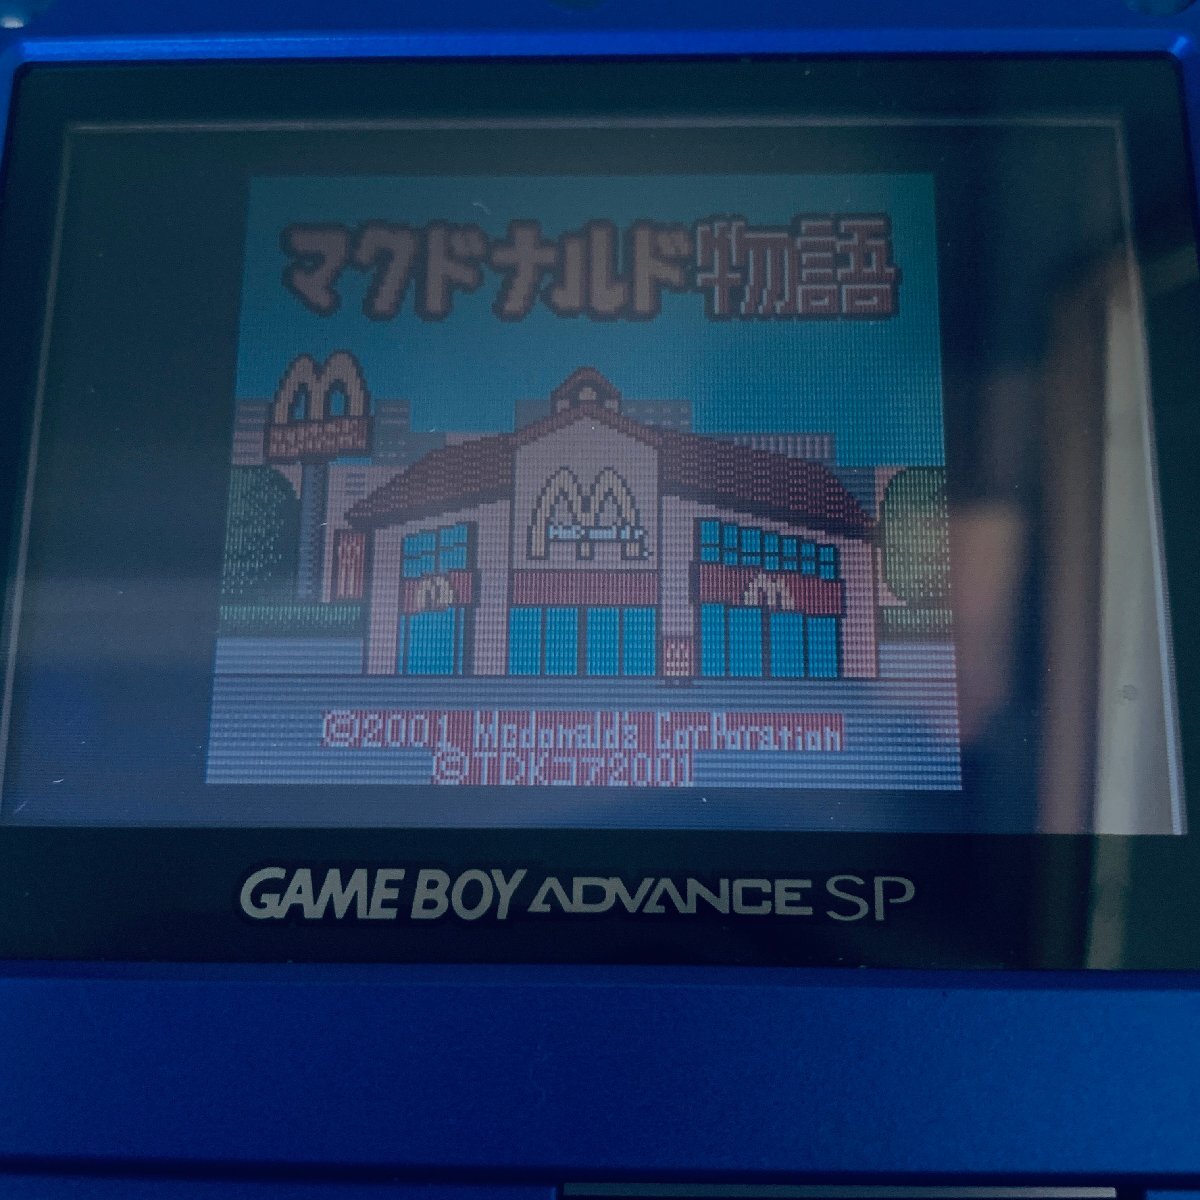 マクドナルド物語
©2001 McDonald's Corporation
©TDKコア2001
GAME BOY ADVANCE SP